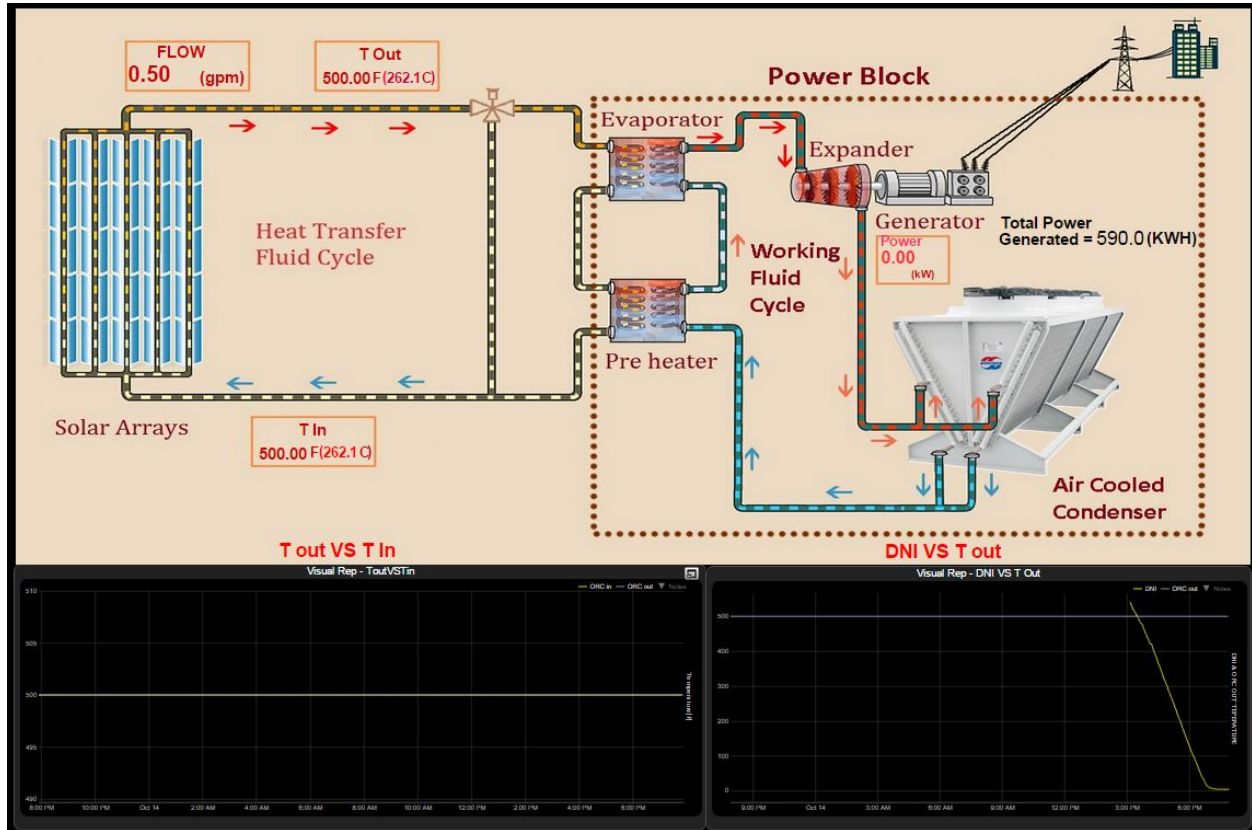 FLOW
0.50 (gpm)
T Out
500.00 F(262.1C)
Power Block
Evaporator
Expander
Generator
Total Power
Generated = 590.0 (KWH)
Power
0.00
(kW)
Heat Transfer
Fluid Cycle
Working
Fluid
Cycle
Pre heater
Solar Arrays
T In
500.00 F(262.1C)
Air Cooled
Condenser
T out VS T In
DNI VS T out
Visual Rep - ToutVSTin
ORC in ORC out Notes
510
505
500
495
490
8:00 PM 10:00 PM Oct 14 2:00 AM 4:00 AM 6:00 AM 8:00 AM 10:00 AM 12:00 PM 2:00 PM 4:00 PM 6:00 PM
Visual Rep - DNI VS T Out
DNI ORC out Notes
500
400
300
200
100
0
9:00 PM Oct 14 3:00 AM 6:00 AM 9:00 AM 12:00 PM 3:00 PM 6:00 PM